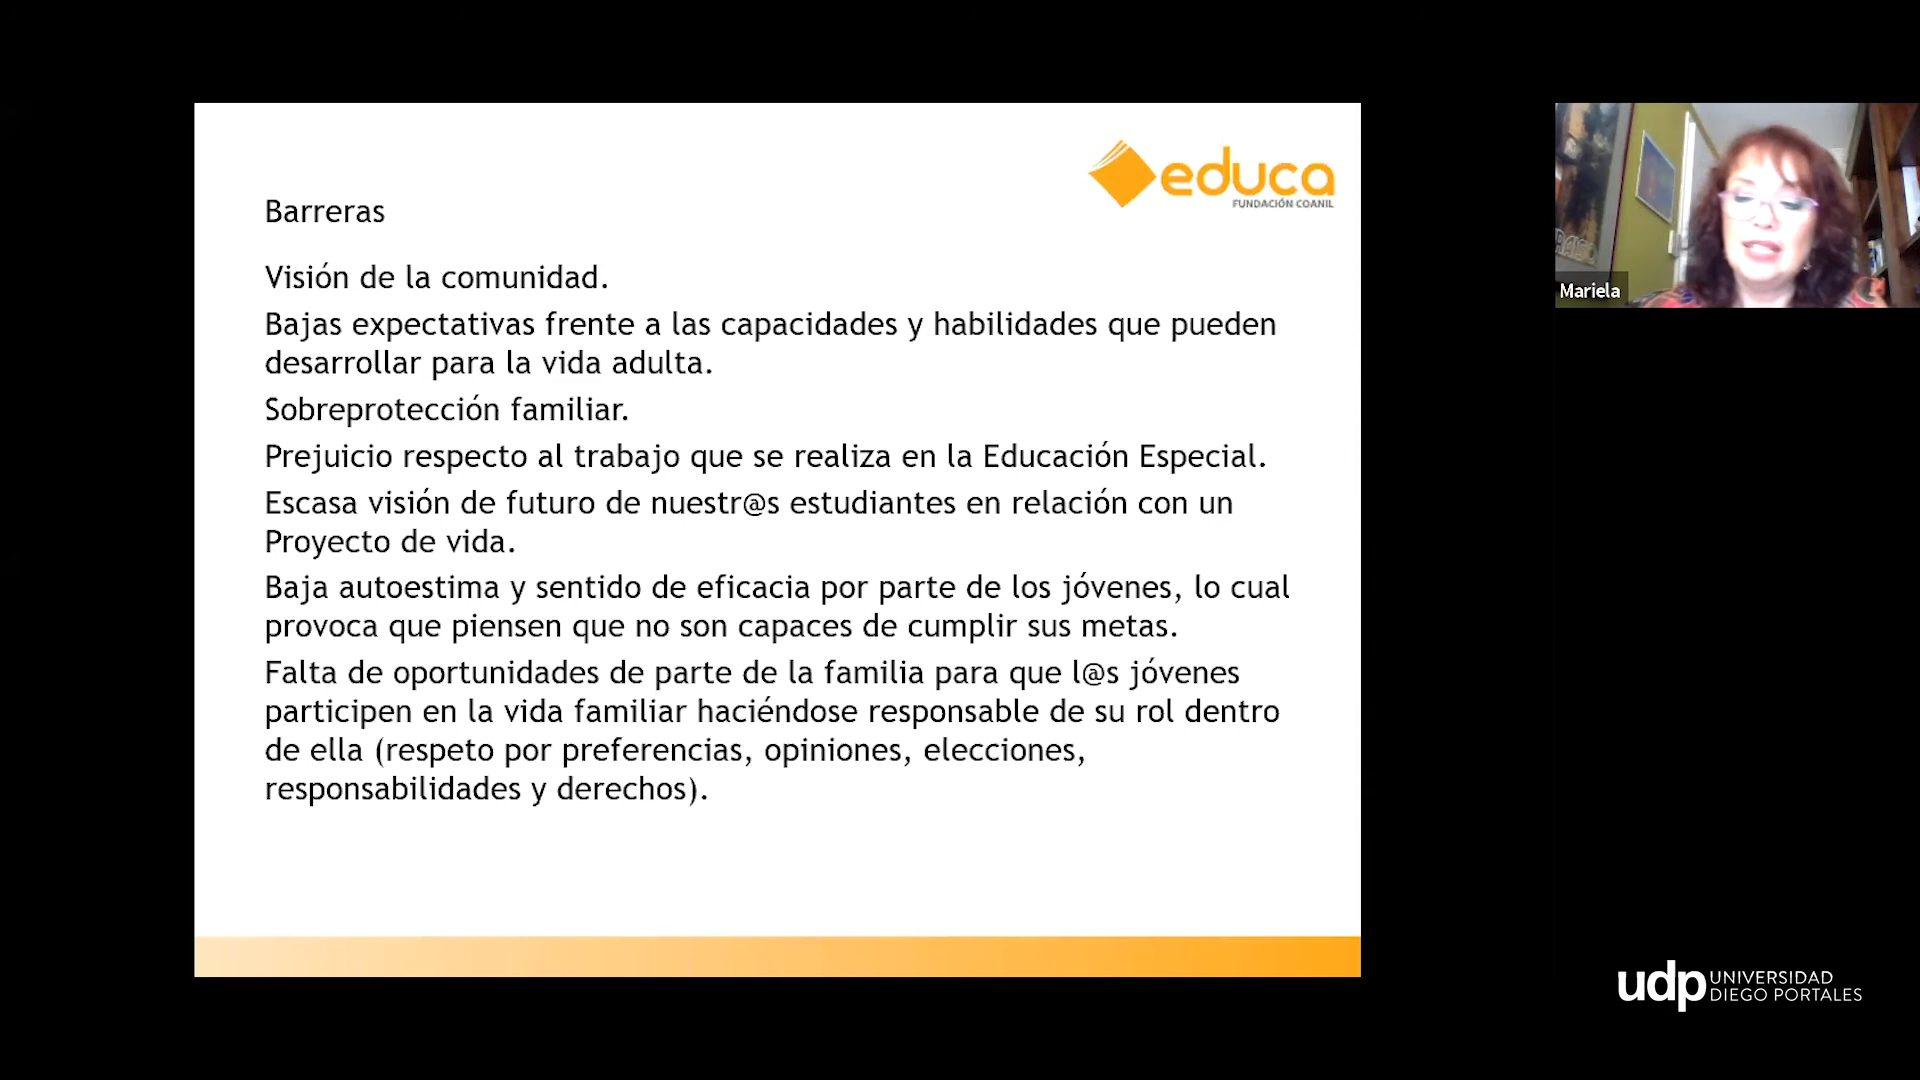 educa
FUNDACIÓN COANIL
Barreras
Visión de la comunidad.
Bajas expectativas frente a las capacidades y habilidades que pueden
desarrollar para la vida adulta.
Sobreprotección familiar.
Prejuicio respecto al trabajo que se realiza en la Educación Especial.
Escasa visión de futuro de nuestr@s estudiantes en relación con un
Proyecto de vida.
Baja autoestima y sentido de eficacia por parte de los jóvenes, lo cual
provoca que piensen que no son capaces de cumplir sus metas.
Falta de oportunidades de parte de la familia para que l@s jóvenes
participen en la vida familiar haciéndose responsable de su rol dentro
de ella (respeto por preferencias, opiniones, elecciones,
responsabilidades y derechos).
Mariela
udp UNIVERSIDAD
DIEGO PORTALES